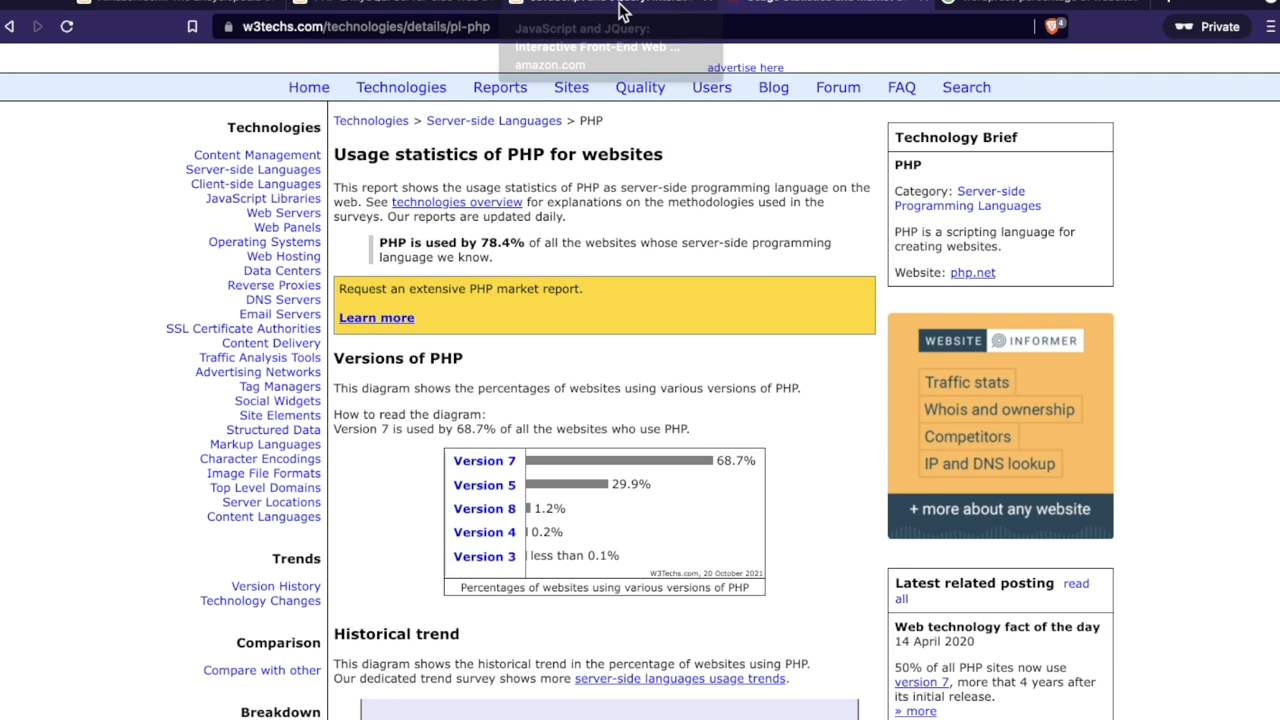 w3techs.com/technologies/details/pl-php
4
Private
JavaScript and JQuery:
Interactive Front-End Web ...
amazon.com
advertise here
Home
Technologies
Reports
Sites
Quality
Users
Blog
Forum
FAQ
Search
Technologies
Content Management
Server-side Languages
Client-side Languages
JavaScript Libraries
Web Servers
Web Panels
Operating Systems
Web Hosting
Data Centers
Reverse Proxies
DNS Servers
Email Servers
SSL Certificate Authorities
Content Delivery
Traffic Analysis Tools
Advertising Networks
Tag Managers
Social Widgets
Site Elements
Structured Data
Markup Languages
Character Encodings
Image File Formats
Top Level Domains
Server Locations
Content Languages
Trends
Version History
Technology Changes
Comparison
Compare with other
Breakdown
Technologies > Server-side Languages > PHP
Usage statistics of PHP for websites
This report shows the usage statistics of PHP as server-side programming language on the
web. See technologies overview for explanations on the methodologies used in the
surveys. Our reports are updated daily.
PHP is used by 78.4% of all the websites whose server-side programming
language we know.
Request an extensive PHP market report.
Learn more
Versions of PHP
This diagram shows the percentages of websites using various versions of PHP.
How to read the diagram:
Version 7 is used by 68.7% of all the websites who use PHP.
Version 7 68.7%
Version 5 29.9%
Version 8 1.2%
Version 4 0.2%
Version 3 less than 0.1%
W3Techs.com, 20 October 2021
Percentages of websites using various versions of PHP
Historical trend
This diagram shows the historical trend in the percentage of websites using PHP.
Our dedicated trend survey shows more server-side languages usage trends.
Technology Brief
PHP
Category: Server-side
Programming Languages
PHP is a scripting language for
creating websites.
Website: php.net
WEBSITE INFORMER
Traffic stats
Whois and ownership
Competitors
IP and DNS lookup
+ more about any website
Latest related posting read
all
Web technology fact of the day
14 April 2020
50% of all PHP sites now use
version 7, more that 4 years after
its initial release.
» more